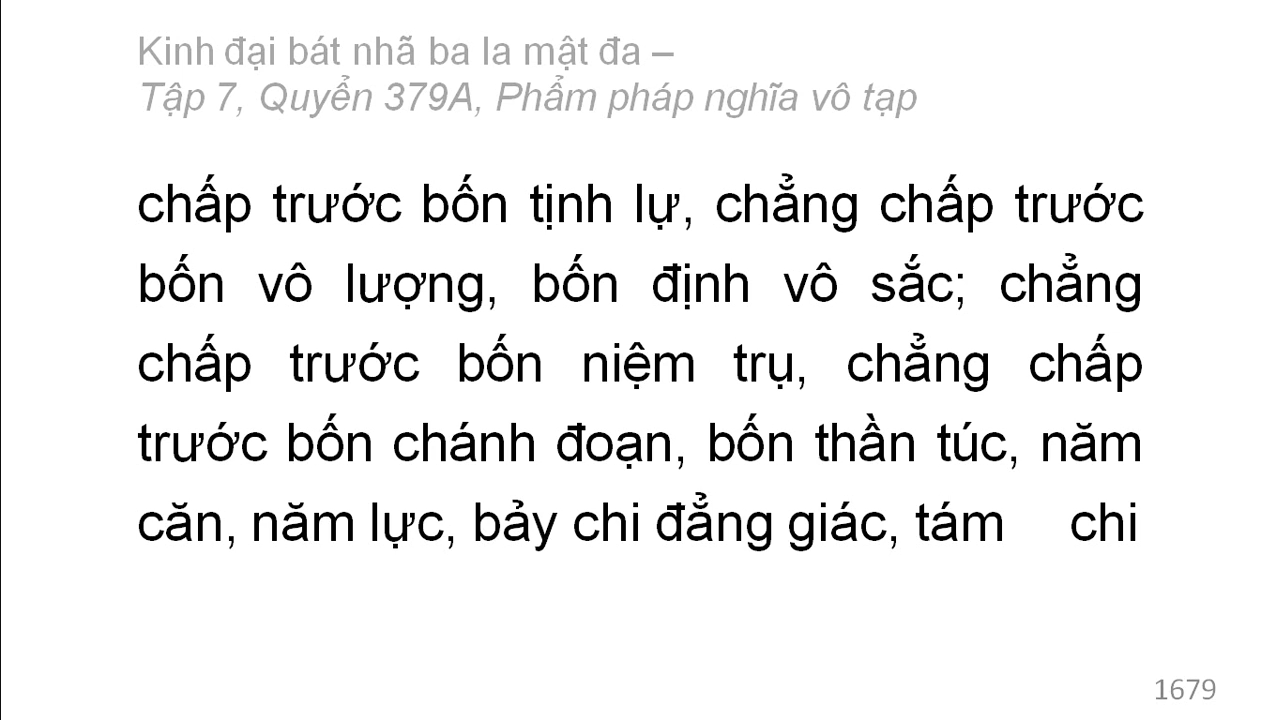 Kinh đại bát nhã ba la mật đa –
Tập 7, Quyển 379A, Phẩm pháp nghĩa vô tạp
chấp trước bốn tịnh lự, chẳng chấp trước
bốn vô lượng, bốn định vô sắc; chẳng
chấp trước bốn niệm trụ, chẳng chấp
trước bốn chánh đoạn, bốn thần túc, năm
căn, năm lực, bảy chi đẳng giác, tám chi
1679